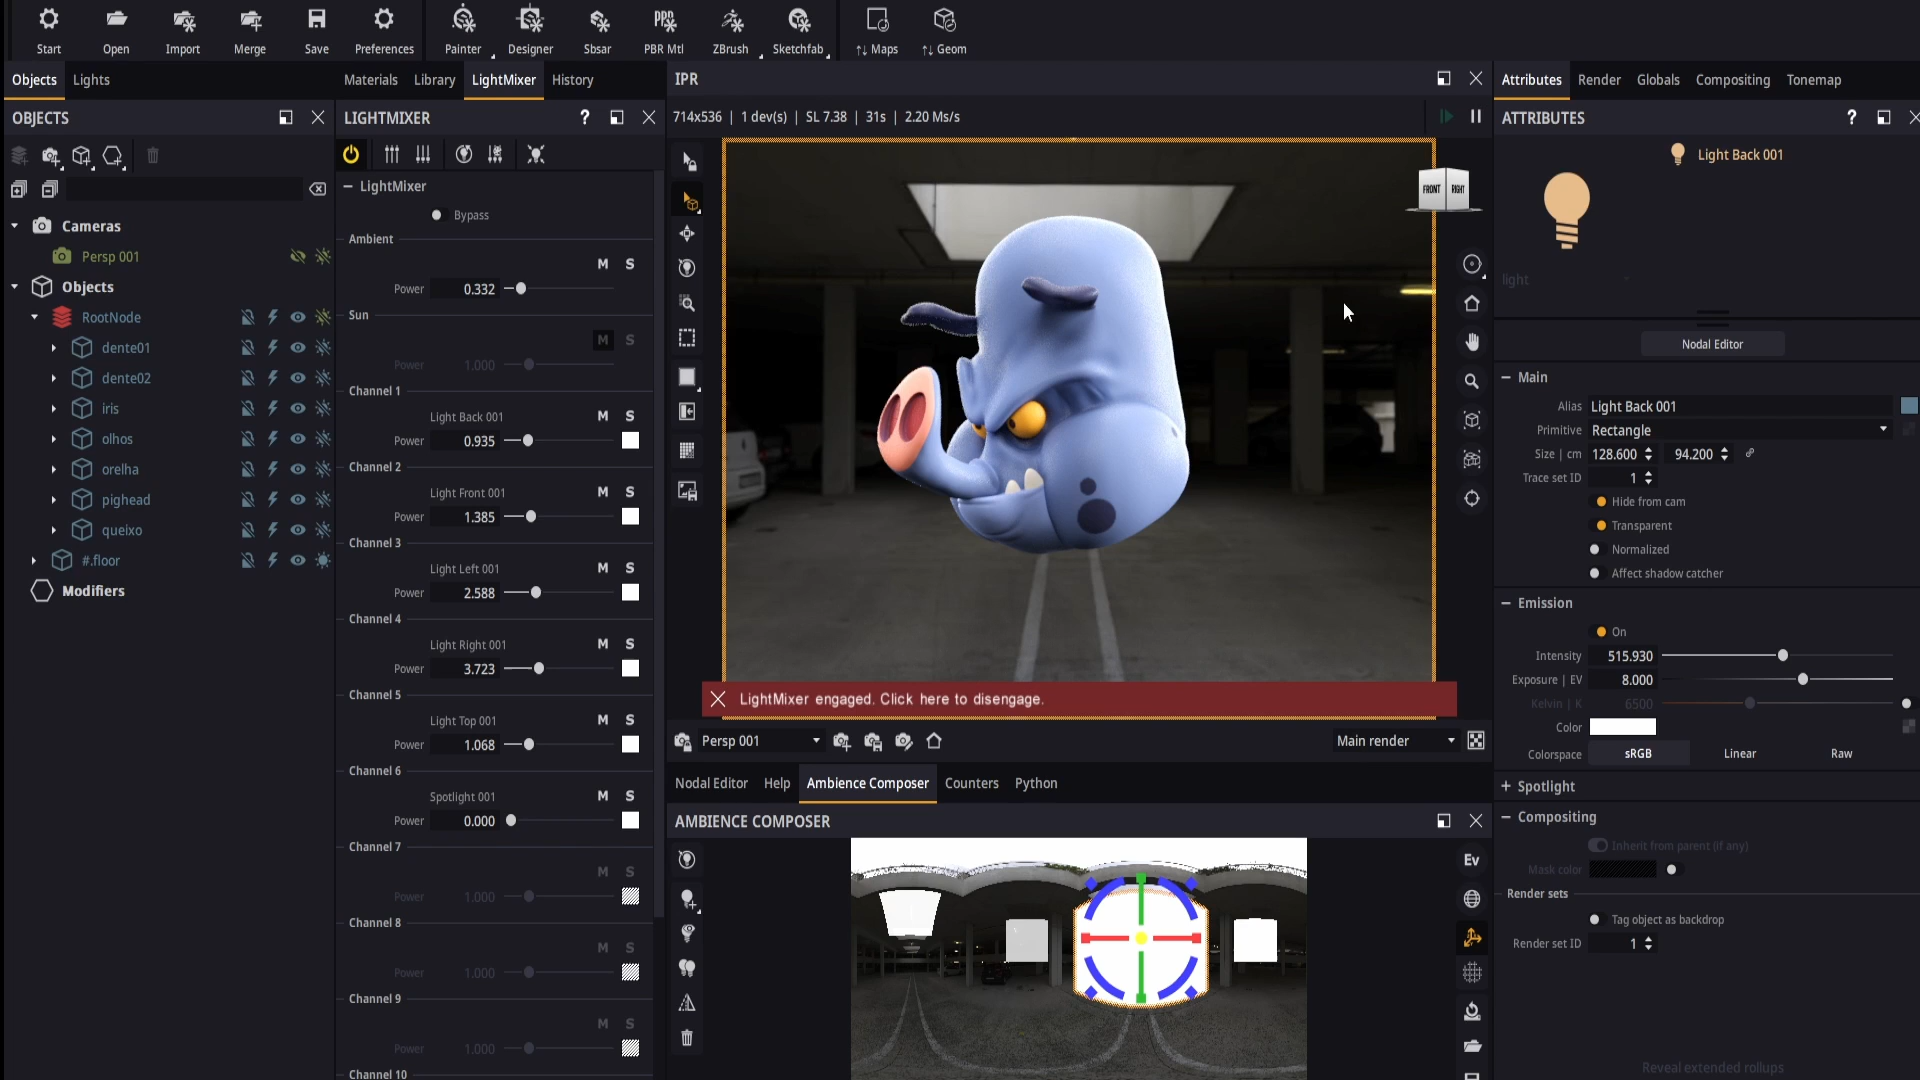 Start Open Import Merge Save Preferences Painter Designer Sbsar PBR Mtl ZBrush Sketchfab ↑↓ Maps ↑↓ Geom
Objects Lights
OBJECTS
Cameras
Persp 001
Objects
RootNode
dente01
dente02
iris
olhos
orelha
pighead
queixo
#.floor
Modifiers
Materials Library LightMixer History
LIGHTMIXER ?
LightMixer
Bypass
Ambient
M S
Power 0.332
Sun
M S
Power 1.000
Channel 1
Light Back 001 M S
Power 0.935
Channel 2
Light Front 001 M S
Power 1.385
Channel 3
Light Left 001 M S
Power 2.588
Channel 4
Light Right 001 M S
Power 3.723
Channel 5
Light Top 001 M S
Power 1.068
Channel 6
Spotlight 001 M S
Power 0.000
Channel 7
M S
Power 1.000
Channel 8
M S
Power 1.000
Channel 9
M S
Power 1.000
Channel 10
IPR
714x536 | 1 dev(s) | SL 7.38 | 31s | 2.20 Ms/s
FRONT RIGHT
LightMixer engaged. Click here to disengage.
Persp 001 Main render
Nodal Editor Help Ambience Composer Counters Python
AMBIENCE COMPOSER
Ev
Attributes Render Globals Compositing Tonemap
ATTRIBUTES ?
Light Back 001
light
Nodal Editor
Main
Alias Light Back 001
Primitive Rectangle
Size | cm 128.600 94.200
Trace set ID 1
Hide from cam
Transparent
Normalized
Affect shadow catcher
Emission
On
Intensity 515.930
Exposure | EV 8.000
Kelvin | K 6500
Color
Colorspace sRGB Linear Raw
Spotlight
Compositing
Inherit from parent (if any)
Mask color
Render sets
Tag object as backdrop
Render set ID 1
Reveal extended rollups